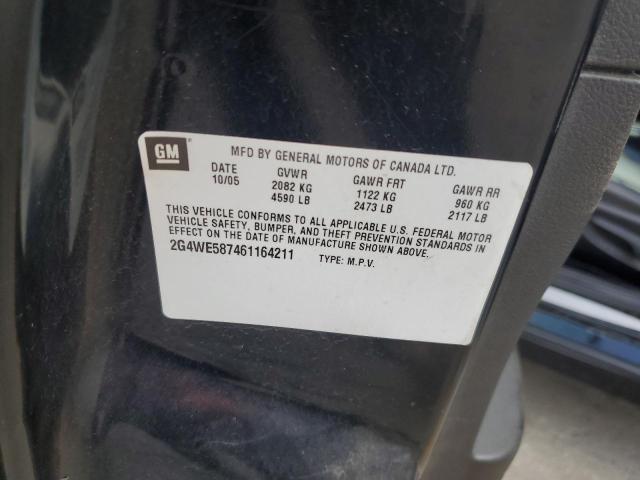 GM
MFD BY GENERAL MOTORS OF CANADA LTD.
DATE GVWR GAWR FRT GAWR RR
10/05 2082 KG 1122 KG 960 KG
4590 LB 2473 LB 2117 LB
THIS VEHICLE CONFORMS TO ALL APPLICABLE U.S. FEDERAL MOTOR
VEHICLE SAFETY, BUMPER, AND THEFT PREVENTION STANDARDS IN
EFFECT ON THE DATE OF MANUFACTURE SHOWN ABOVE.
2G4WE587461164211 TYPE: M.P.V.